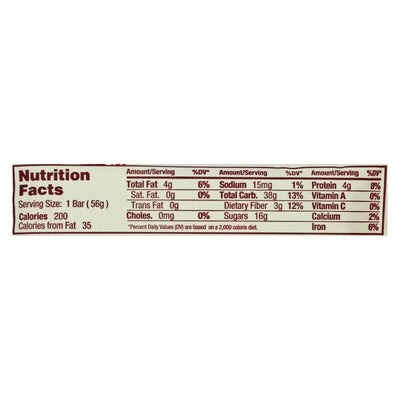 Nutrition
Facts
Serving Size: 1 Bar ( 56g )
Calories 200
Calories from Fat 35
Amount/Serving %DV*
Total Fat 4g 6%
Sat. Fat 0g 0%
Trans Fat 0g
Choles. 0mg 0%
Amount/Serving %DV*
Sodium 15mg 1%
Total Carb. 38g 13%
Dietary Fiber 3g 12%
Sugars 16g
Amount/Serving %DV*
Protein 4g 8%
Vitamin A 0%
Vitamin C 0%
Calcium 2%
Iron 6%
*Percent Daily Values (DV) are based on a 2,000 calorie diet.